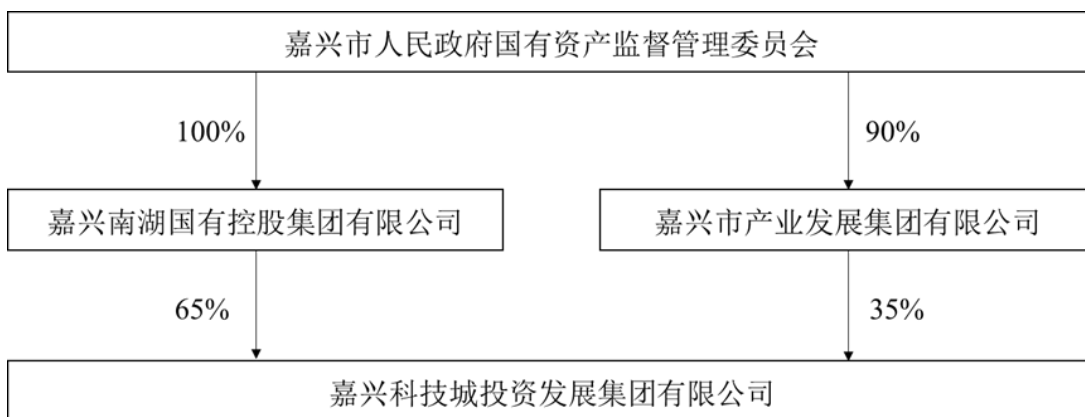 嘉兴市人民政府国有资产监督管理委员会
100%
90%
嘉兴南湖国有控股集团有限公司
嘉兴市产业发展集团有限公司
65%
35%
嘉兴科技城投资发展集团有限公司